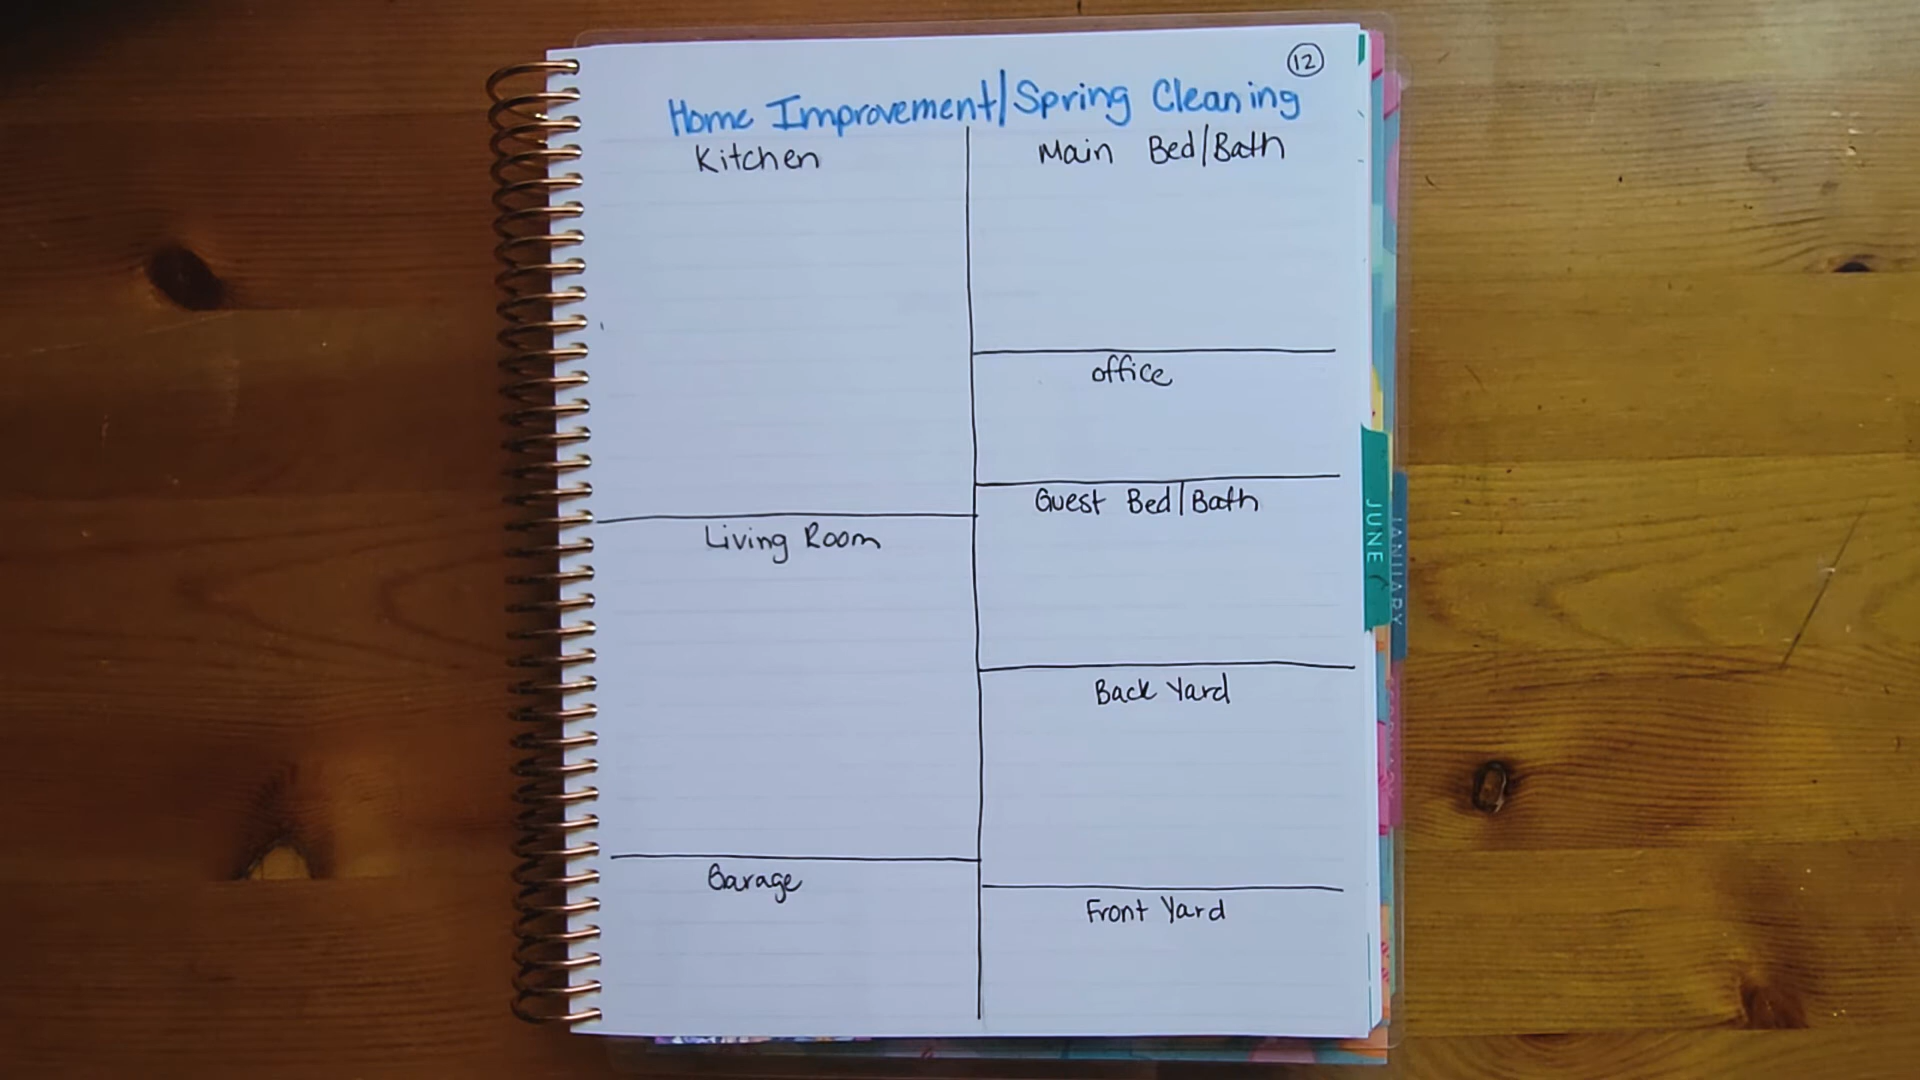 12
Home Improvement/Spring Cleaning
Kitchen
Living Room
Garage
Main Bed/Bath
office
Guest Bed/Bath
Back Yard
Front Yard
JUNE
JANUARY